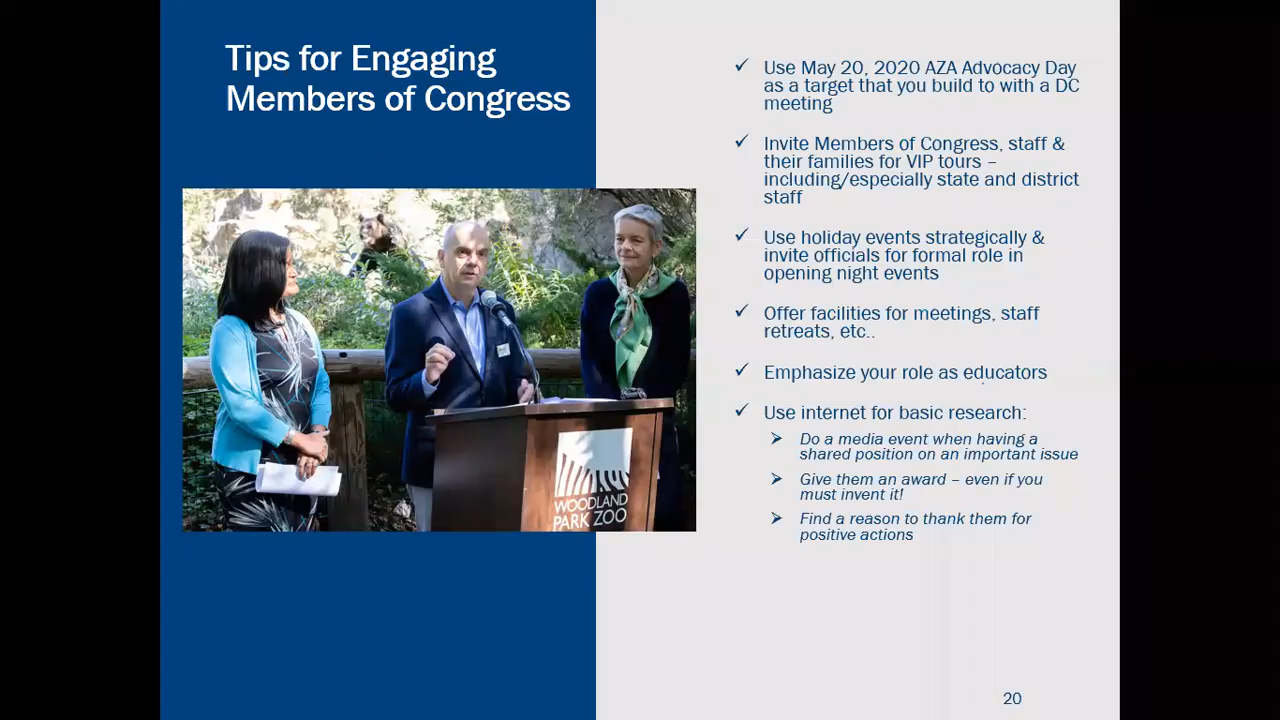 Tips for Engaging
Members of Congress
Use May 20, 2020 AZA Advocacy Day
as a target that you build to with a DC
meeting
Invite Members of Congress, staff &
their families for VIP tours –
including/especially state and district
staff
Use holiday events strategically &
invite officials for formal role in
opening night events
Offer facilities for meetings, staff
retreats, etc..
Emphasize your role as educators
Use internet for basic research:
Do a media event when having a
shared position on an important issue
Give them an award – even if you
must invent it!
Find a reason to thank them for
positive actions
WOODLAND
PARK ZOO
20